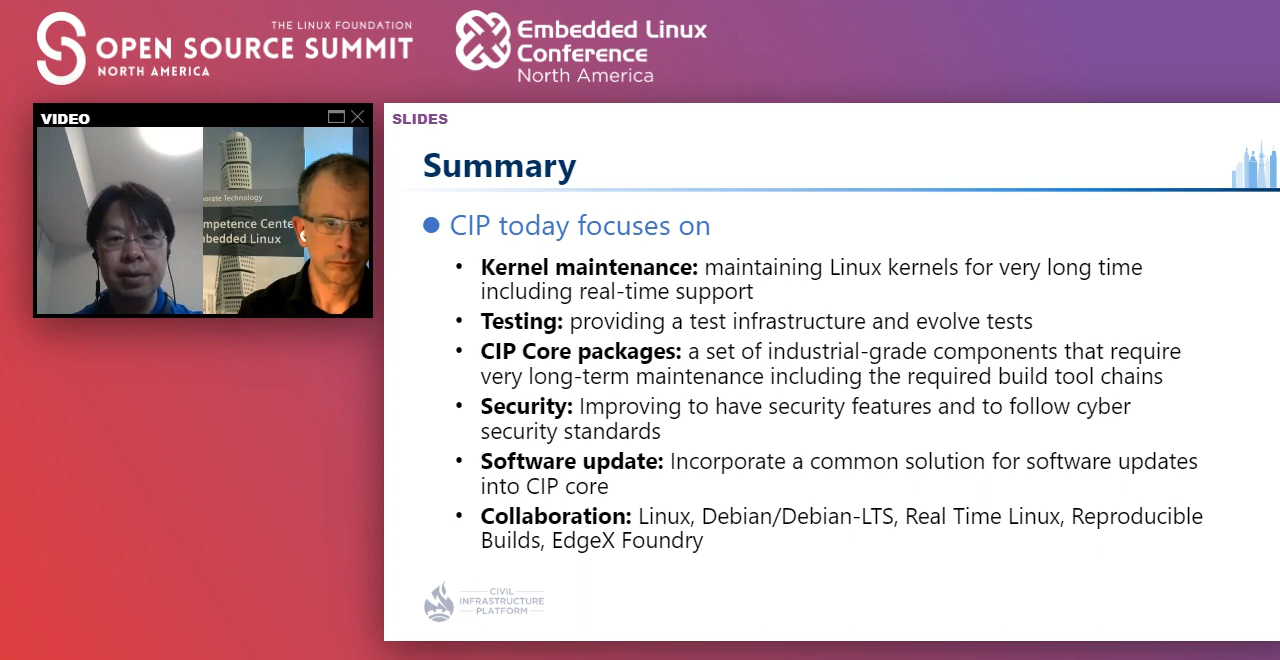 THE LINUX FOUNDATION
OPEN SOURCE SUMMIT
NORTH AMERICA
Embedded Linux
Conference
North America
VIDEO
orate Technology
mpetence Cente
bedded Linux
SLIDES
Summary
CIP today focuses on
• Kernel maintenance: maintaining Linux kernels for very long time
including real-time support
• Testing: providing a test infrastructure and evolve tests
• CIP Core packages: a set of industrial-grade components that require
very long-term maintenance including the required build tool chains
• Security: Improving to have security features and to follow cyber
security standards
• Software update: Incorporate a common solution for software updates
into CIP core
• Collaboration: Linux, Debian/Debian-LTS, Real Time Linux, Reproducible
Builds, EdgeX Foundry
CIVIL
INFRASTRUCTURE
PLATFORM